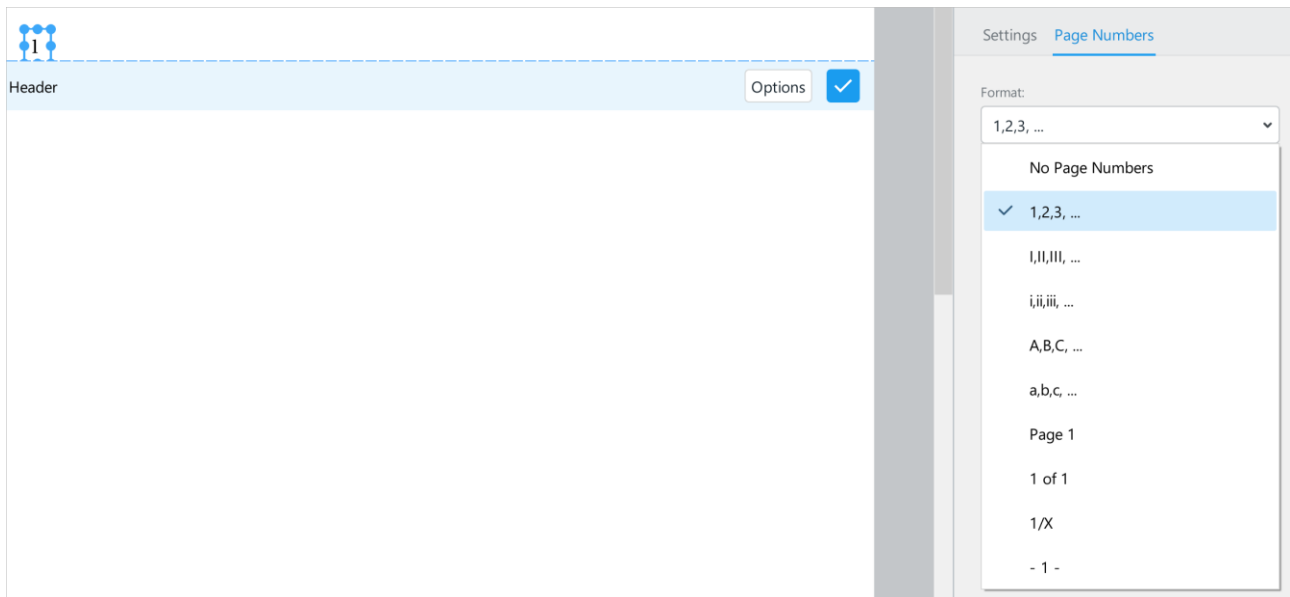 1
Header
Options
Settings
Page Numbers
Format:
1,2,3, ...
No Page Numbers
1,2,3, ...
I,II,III, ...
i,ii,iii, ...
A,B,C, ...
a,b,c, ...
Page 1
1 of 1
1/X
- 1 -